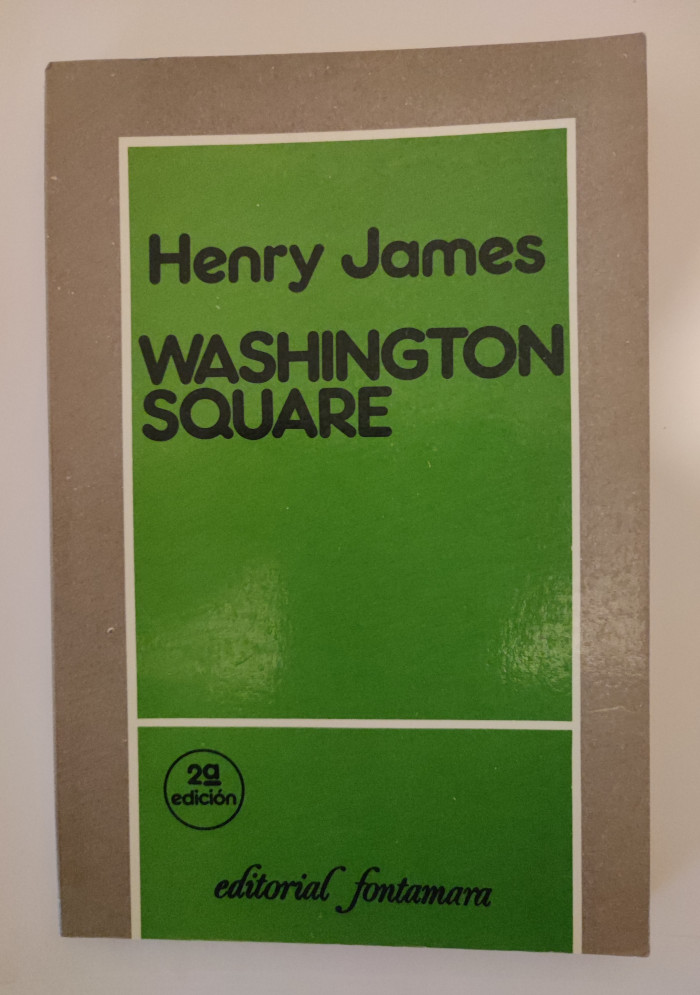 Henry James
WASHINGTON
SQUARE
2ª
edición
editorial fontamara